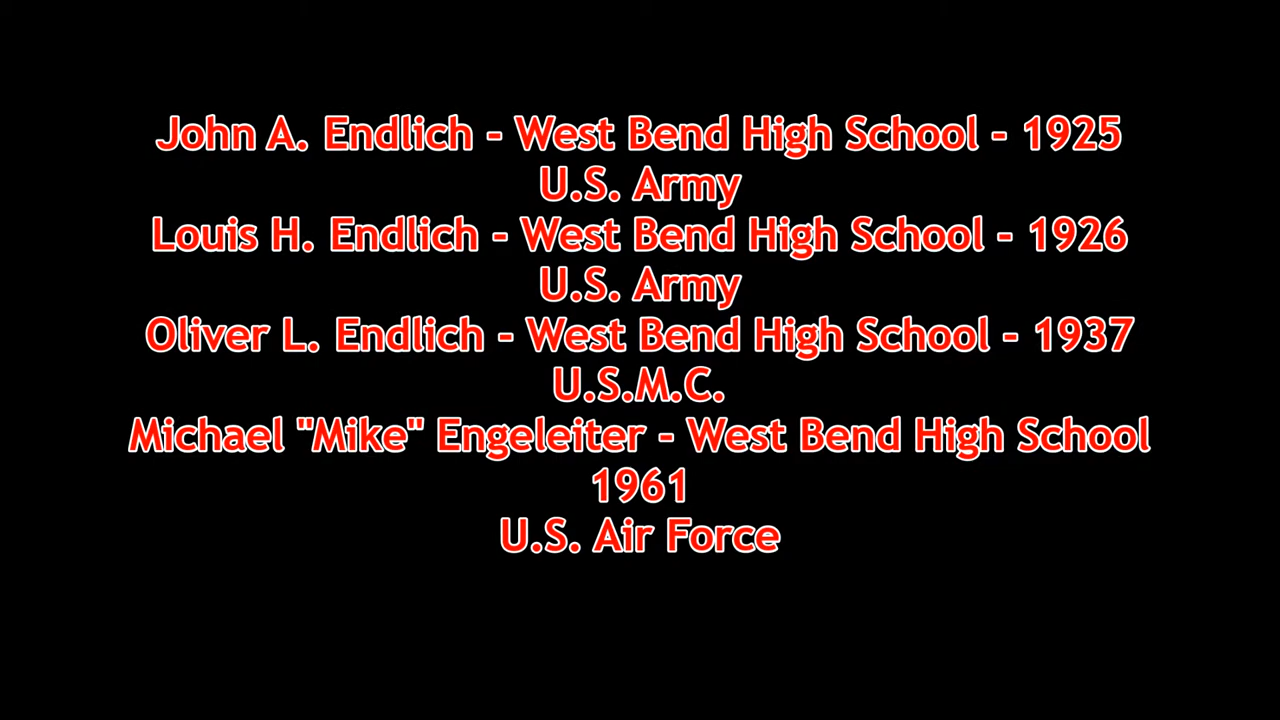 John A. Endlich - West Bend High School - 1925
U.S. Army
Louis H. Endlich - West Bend High School - 1926
U.S. Army
Oliver L. Endlich - West Bend High School - 1937
U.S.M.C.
Michael "Mike" Engeleiter - West Bend High School
1961
U.S. Air Force